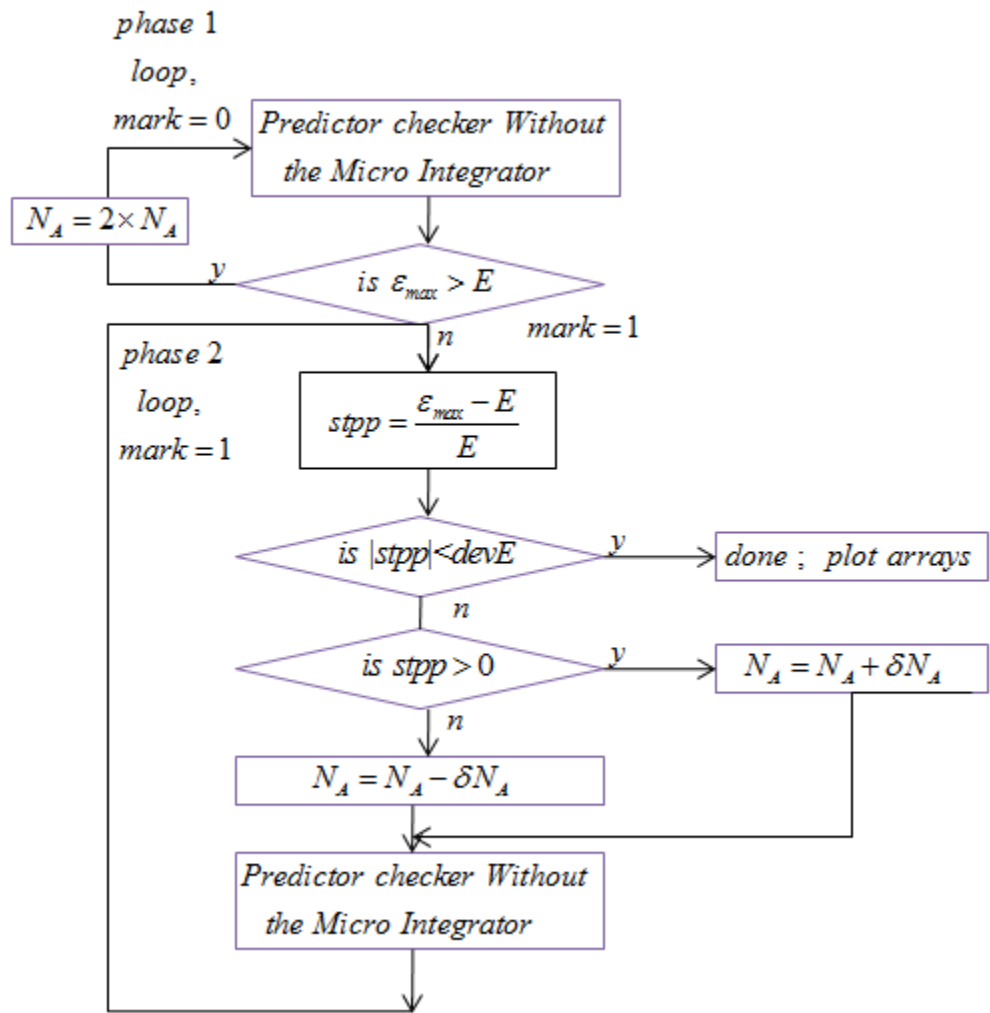 phase 1
loop,
mark = 0
Predictor checker Without
the Micro Integrator
N_A = 2 × N_A
y
is ε_max > E
n
mark = 1
phase 2
loop,
mark = 1
stpp = (ε_max − E) / E
is |stpp|<devE
y
done ; plot arrays
n
is stpp > 0
y
N_A = N_A + δN_A
n
N_A = N_A − δN_A
Predictor checker Without
the Micro Integrator